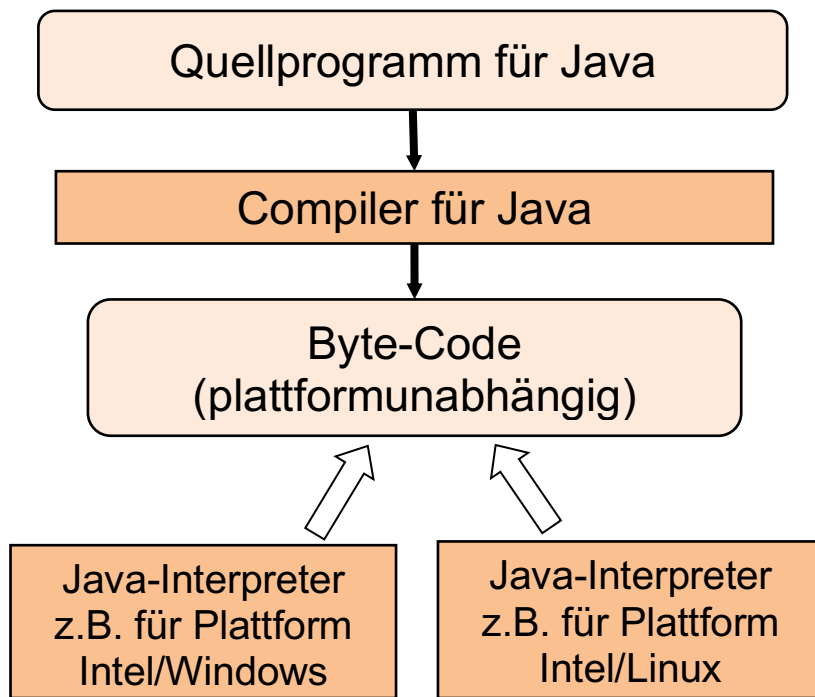 Quellprogramm für Java
Compiler für Java
Byte-Code
(plattformunabhängig)
Java-Interpreter
z.B. für Plattform
Intel/Windows
Java-Interpreter
z.B. für Plattform
Intel/Linux